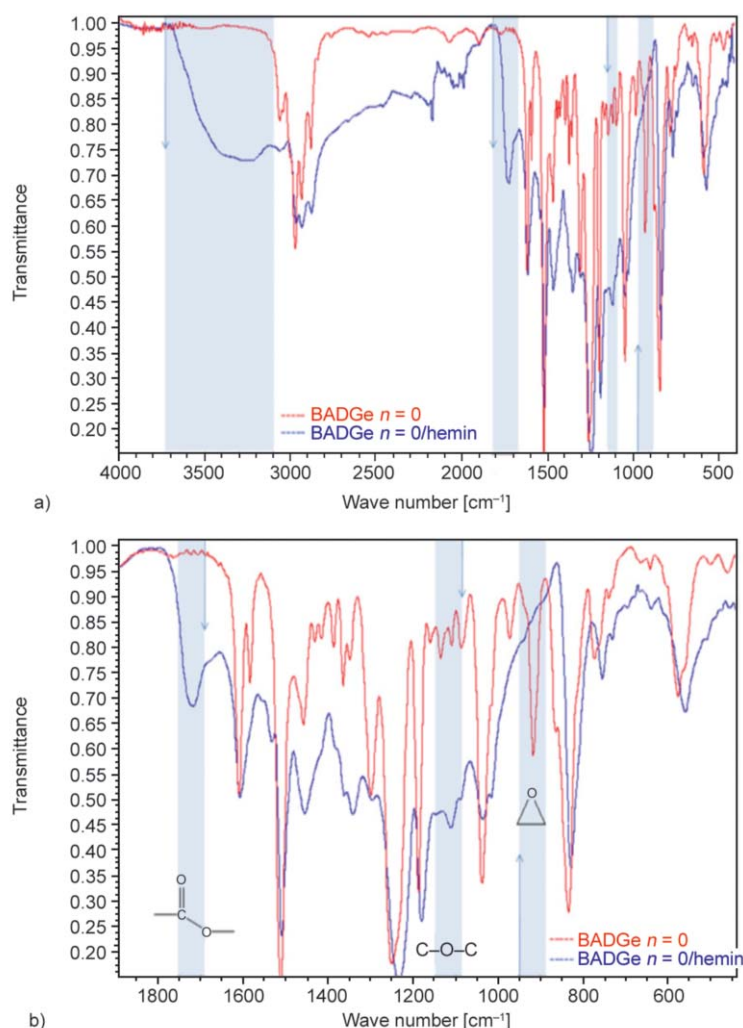 1.00
0.95
0.90
0.85
0.80
0.75
0.70
0.65
0.60
0.55
0.50
0.45
0.40
0.35
0.30
0.25
0.20
Transmittance
BADGe n = 0
BADGe n = 0/hemin
4000 3500 3000 2500 2000 1500 1000 500
Wave number [cm⁻¹]
a)
1.00
0.95
0.90
0.85
0.80
0.75
0.70
0.65
0.60
0.55
0.50
0.45
0.40
0.35
0.30
0.25
0.20
Transmittance
O
O
C
O
C–O–C
BADGe n = 0
BADGe n = 0/hemin
1800 1600 1400 1200 1000 800 600
Wave number [cm⁻¹]
b)